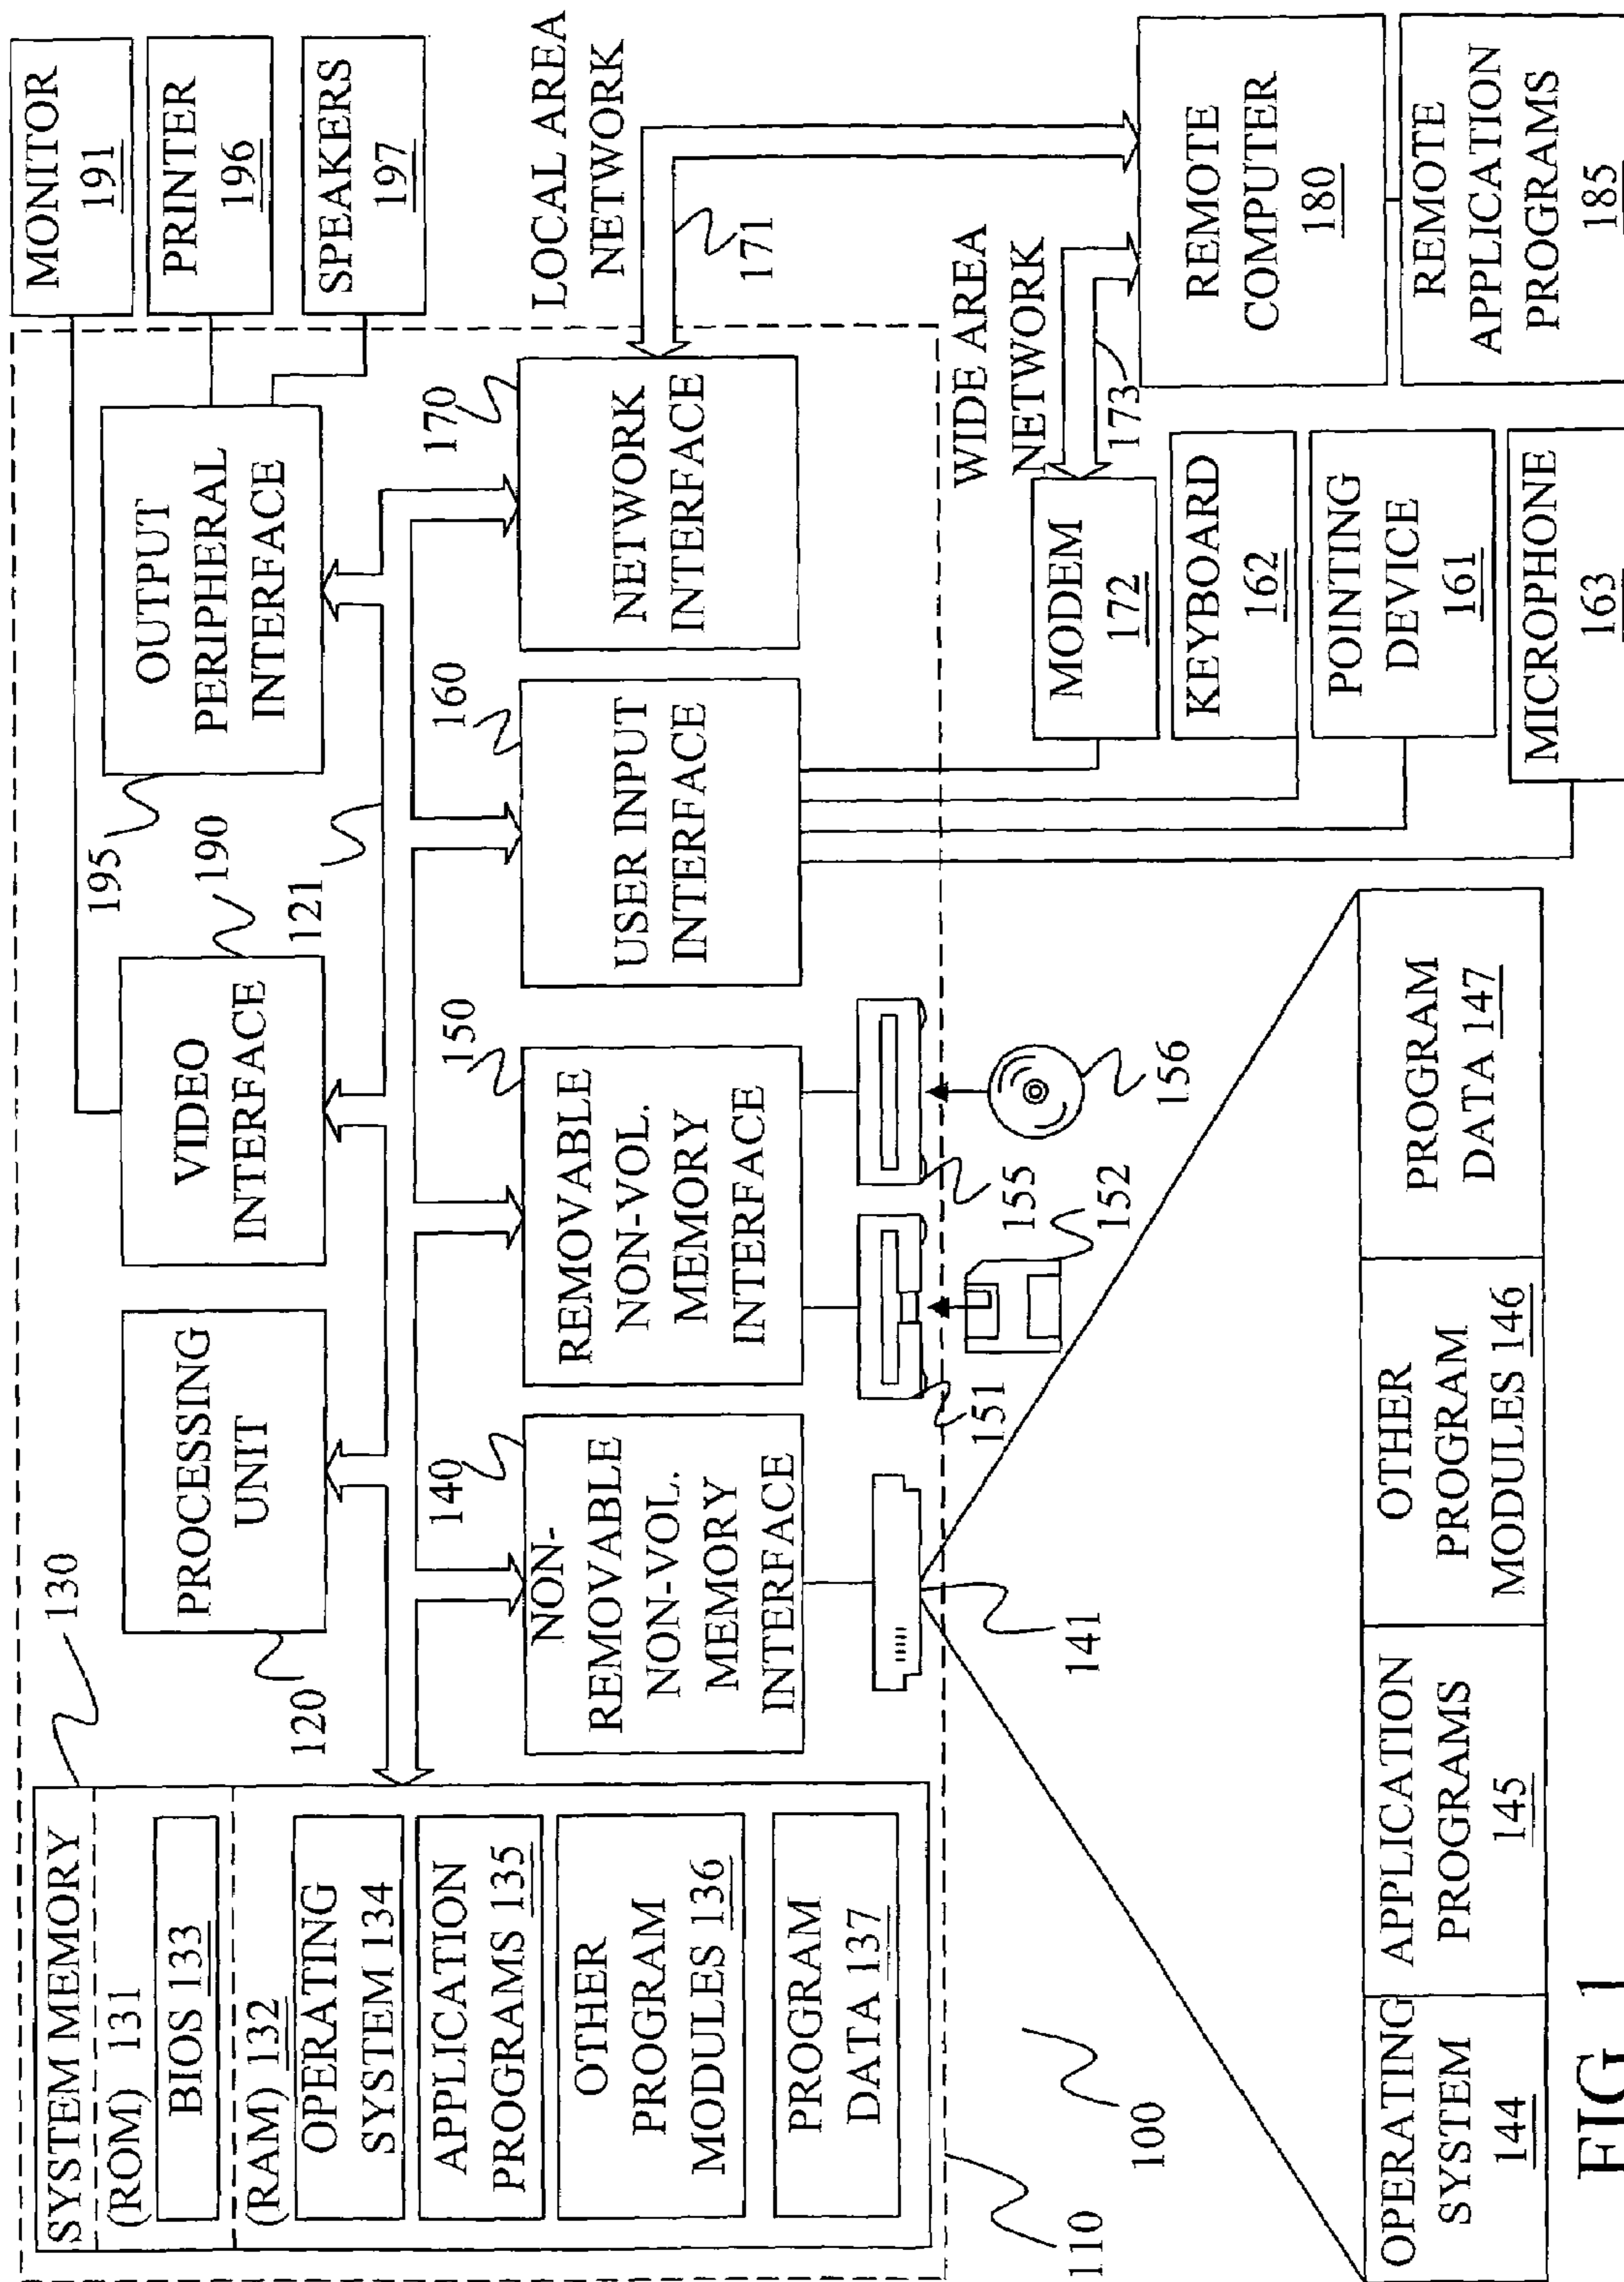 SYSTEM MEMORY
(ROM) 131
BIOS 133
(RAM) 132
OPERATING
SYSTEM 134
APPLICATION
PROGRAMS 135
OTHER
PROGRAM
MODULES 136
PROGRAM
DATA 137
130
PROCESSING
UNIT
120
VIDEO
INTERFACE
190
OUTPUT
PERIPHERAL
INTERFACE
195
121
MONITOR
191
PRINTER
196
SPEAKERS
197
140
NON-
REMOVABLE
NON-VOL.
MEMORY
INTERFACE
150
REMOVABLE
NON-VOL.
MEMORY
INTERFACE
160
USER INPUT
INTERFACE
170
NETWORK
INTERFACE
LOCAL AREA
NETWORK
171
141
151
155
152
156
WIDE AREA
NETWORK
173
MODEM
172
KEYBOARD
162
POINTING
DEVICE
161
MICROPHONE
163
REMOTE
COMPUTER
180
REMOTE
APPLICATION
PROGRAMS
185
110
100
OPERATING
SYSTEM
144
APPLICATION
PROGRAMS
145
OTHER
PROGRAM
MODULES 146
PROGRAM
DATA 147
FIG 1